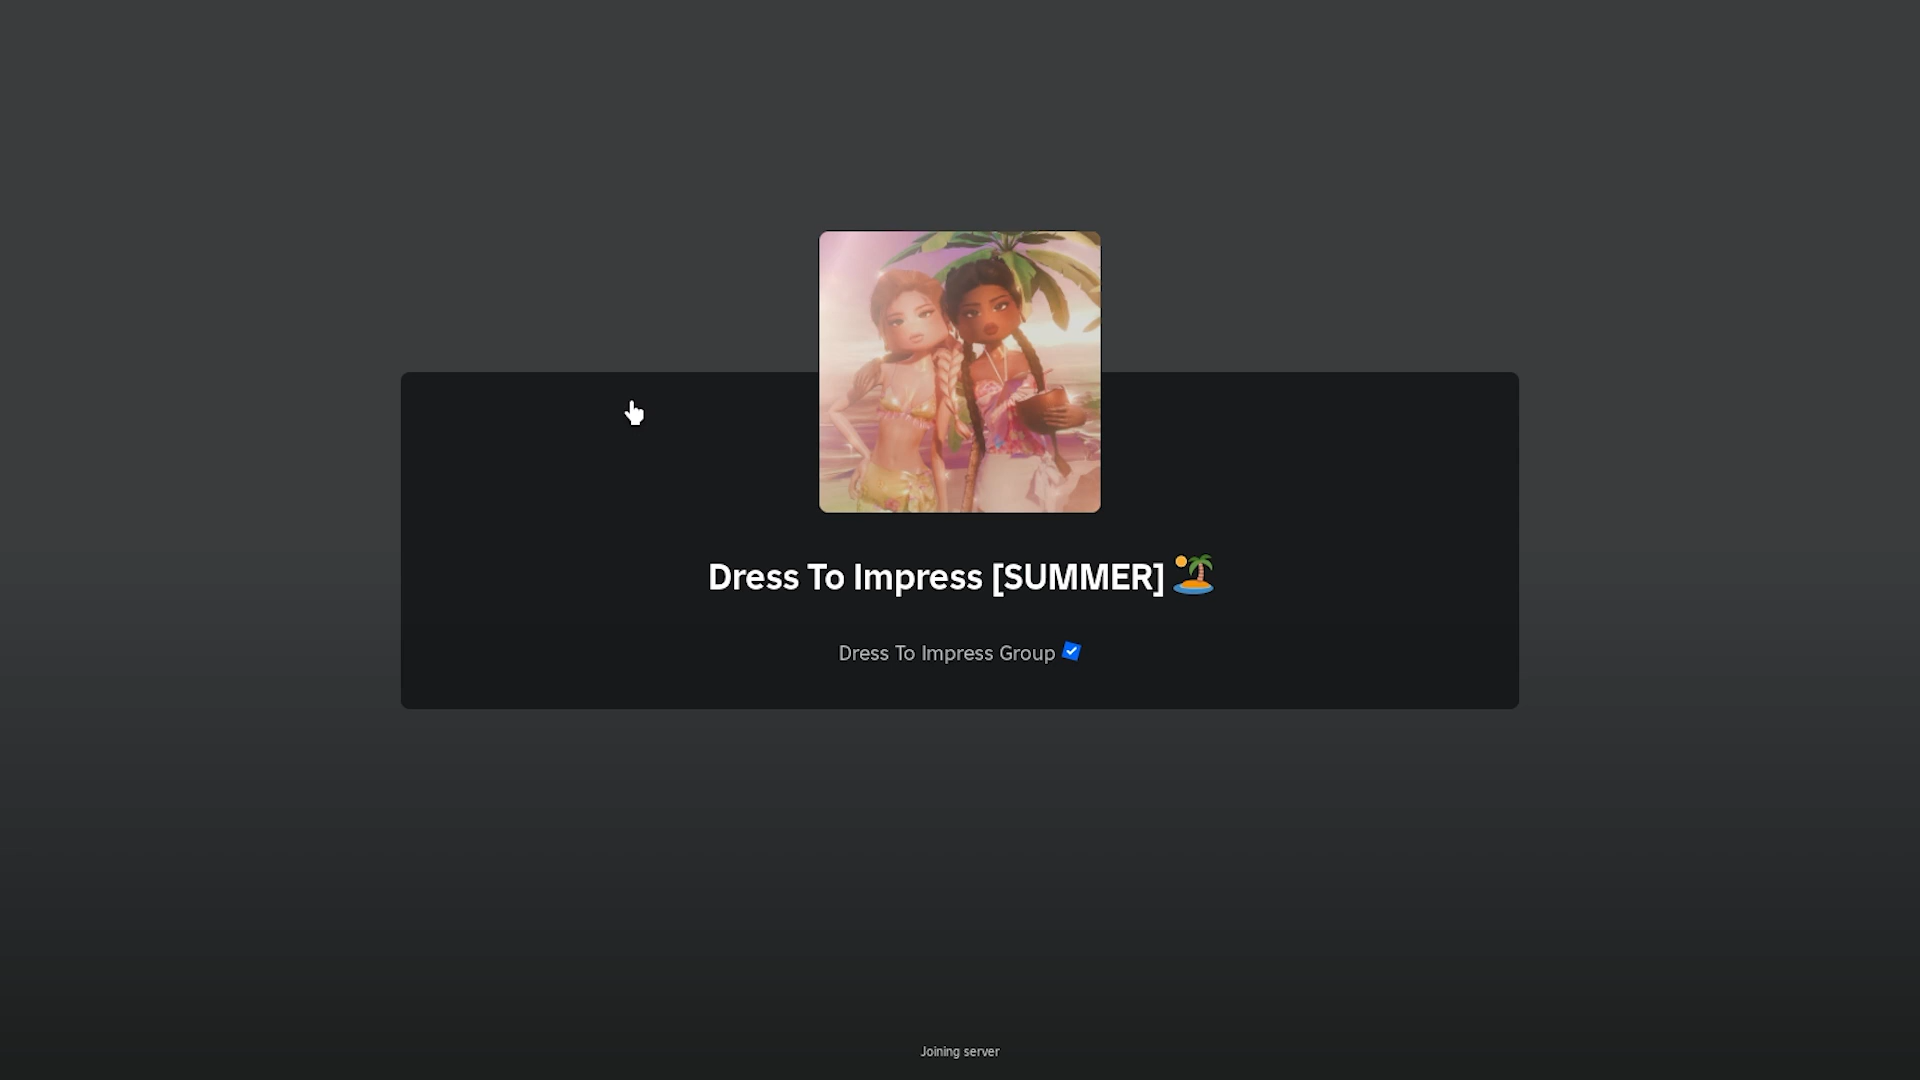 Dress To Impress [SUMMER] 🏝️
Dress To Impress Group
Joining server